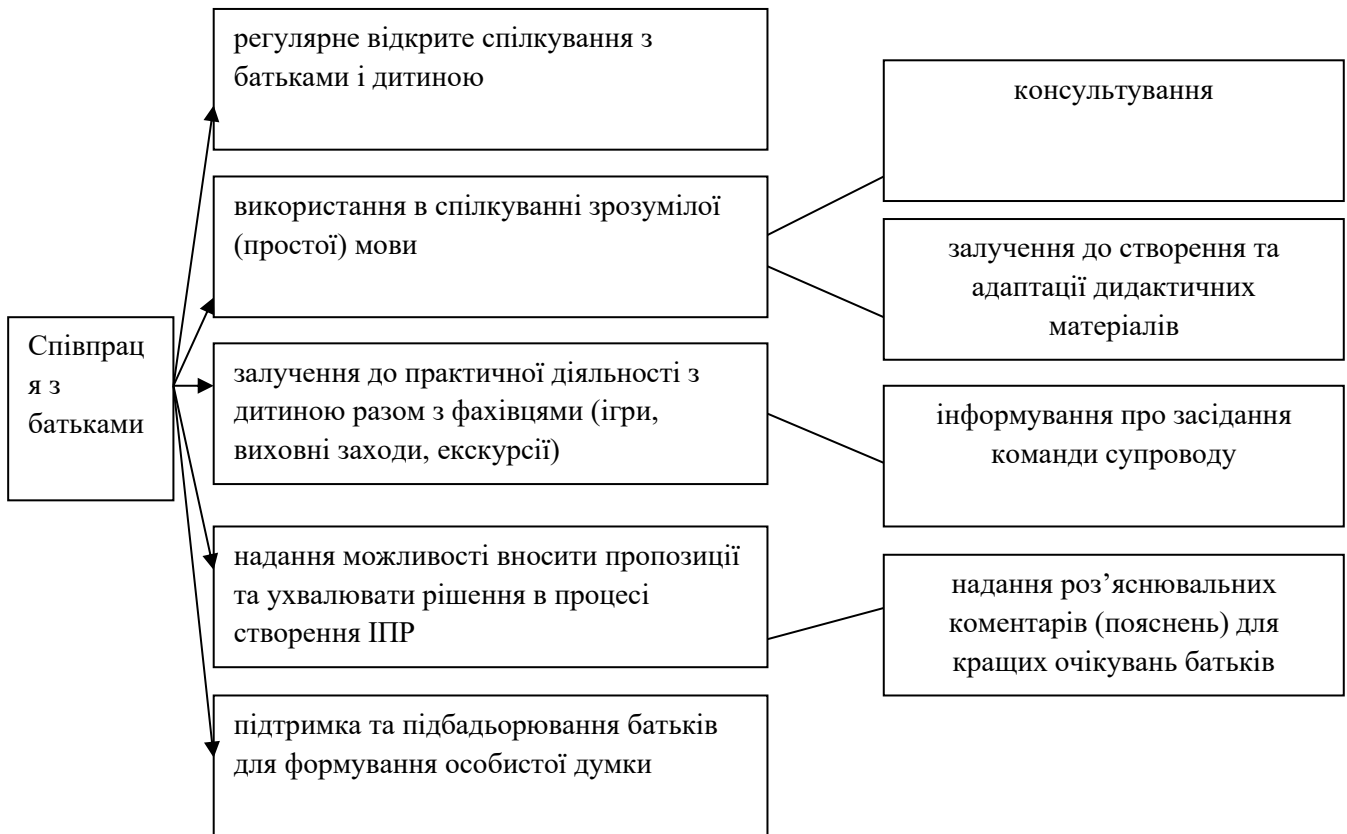 Співпрац
я з
батьками
регулярне відкрите спілкування з
батьками і дитиною
використання в спілкуванні зрозумілої
(простої) мови
залучення до практичної діяльності з
дитиною разом з фахівцями (ігри,
виховні заходи, екскурсії)
надання можливості вносити пропозиції
та ухвалювати рішення в процесі
створення ІПР
підтримка та підбадьорювання батьків
для формування особистої думки
консультування
залучення до створення та
адаптації дидактичних
матеріалів
інформування про засідання
команди супроводу
надання роз’яснювальних
коментарів (пояснень) для
кращих очікувань батьків